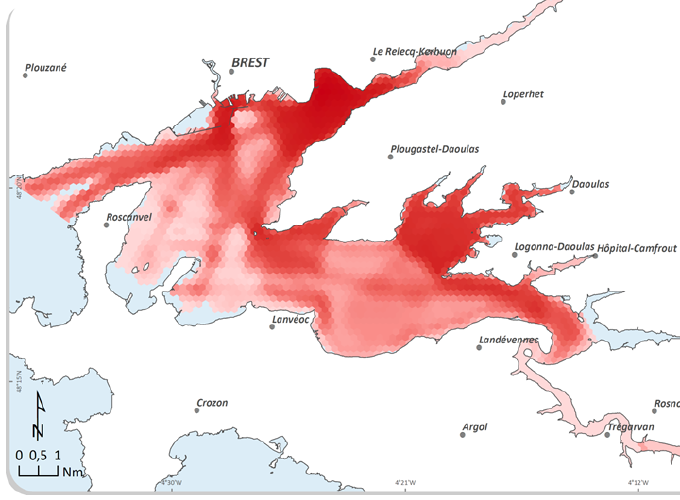 Le Relecq-Kerhuon
BREST
Plouzané
Loperhet
Plougastel-Daoulas
48°20'N
Daoulas
Roscanvel
Logonna-Daoulas
Hôpital-Camfrout
Lanvéoc
Landévennec
48°15'N
Crozon
Rosno
Argol
Trégarvan
N
0 0,5 1
Nm
4°30'W
4°21'W
4°12'W